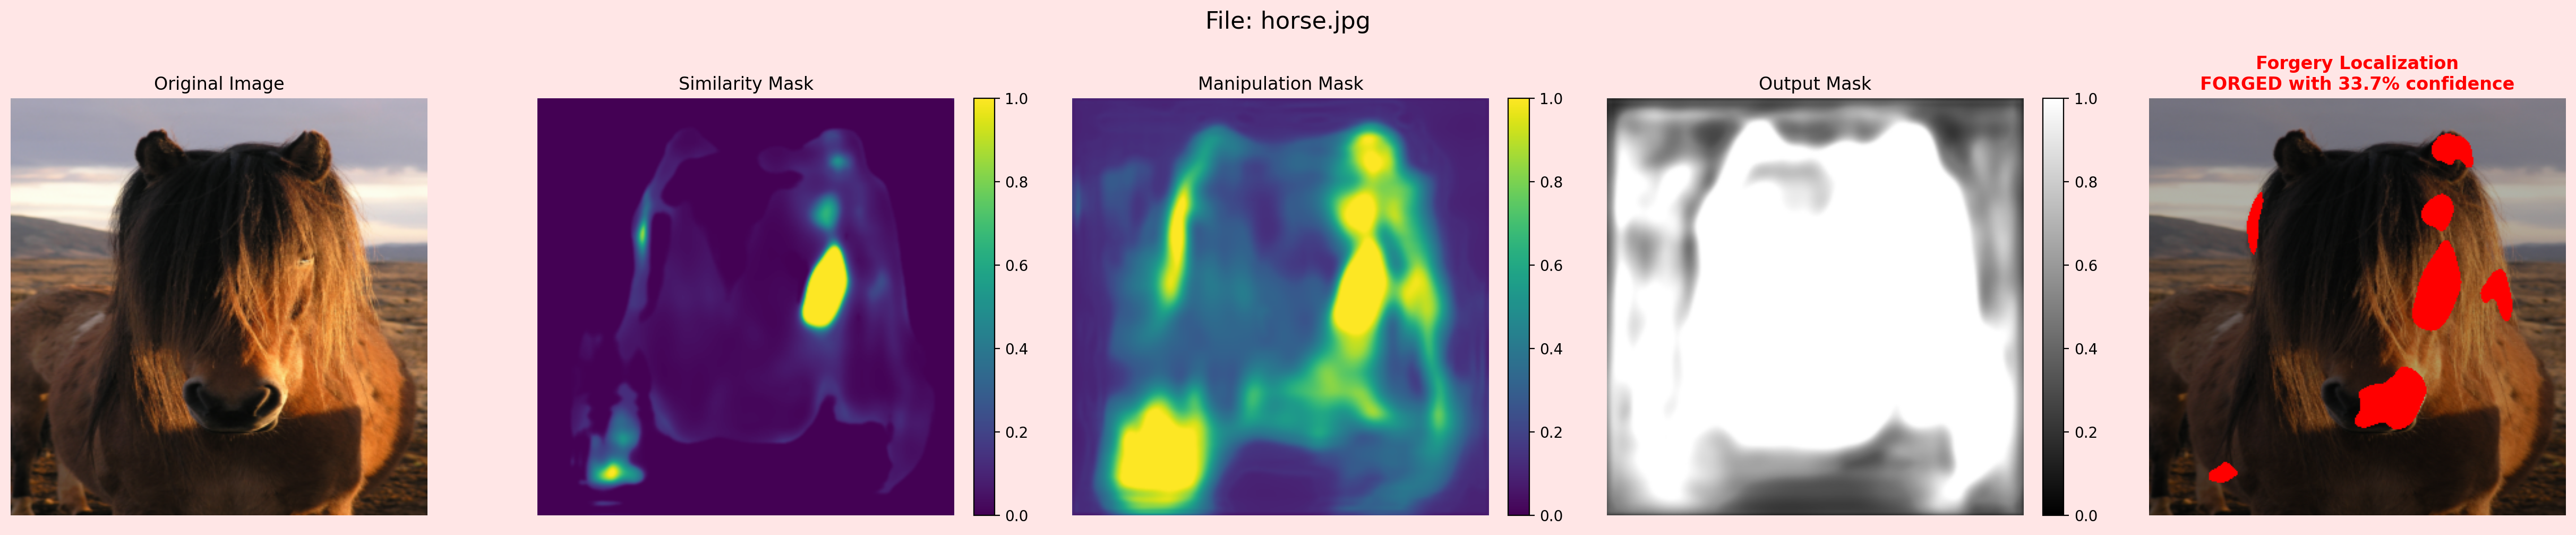 File: horse.jpg
Original Image
Similarity Mask
1.0
0.8
0.6
0.4
0.2
0.0
Manipulation Mask
1.0
0.8
0.6
0.4
0.2
0.0
Output Mask
1.0
0.8
0.6
0.4
0.2
0.0
Forgery Localization
FORGED with 33.7% confidence